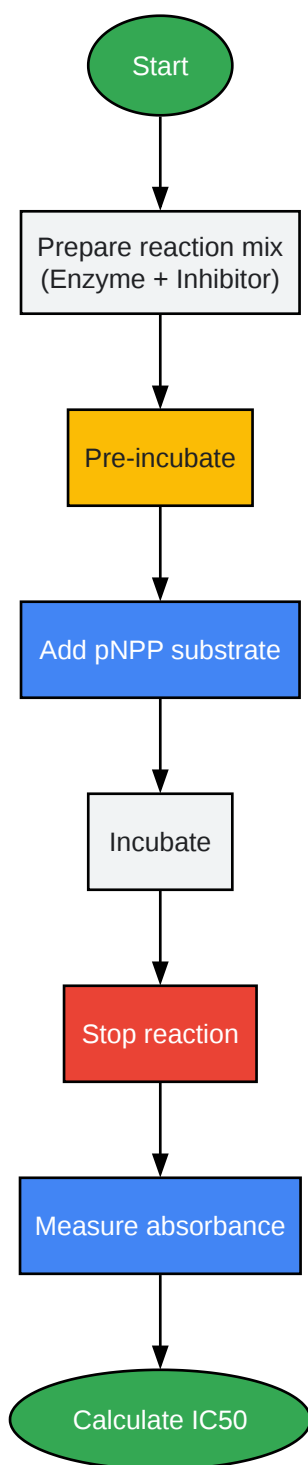 Start
Prepare reaction mix
(Enzyme + Inhibitor)
Pre-incubate
Add pNPP substrate
Incubate
Stop reaction
Measure absorbance
Calculate IC50